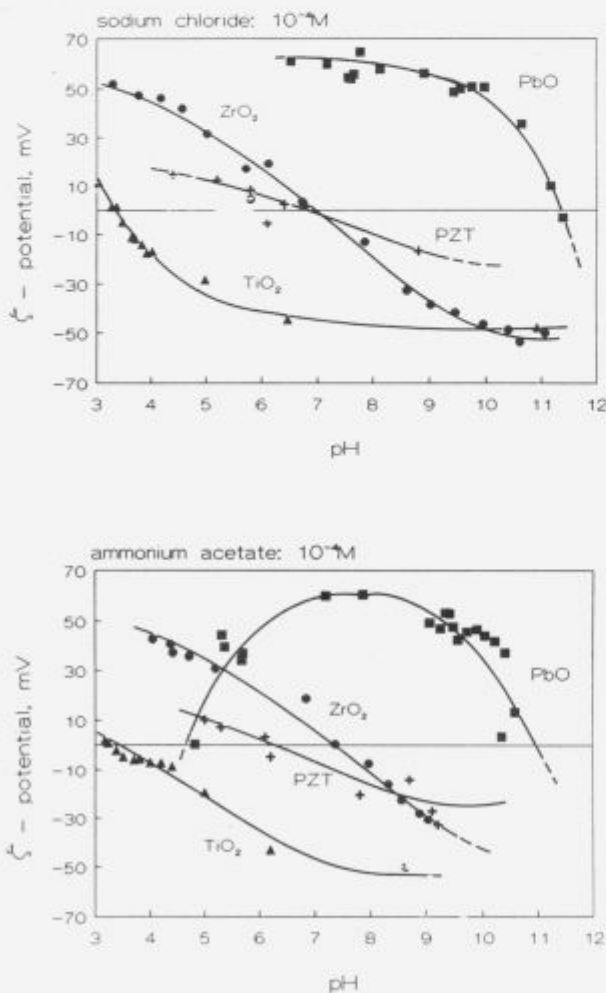 sodium chloride: 10⁻⁴M
70
50
30
10
-10
-30
-50
-70
ζ - potential, mV
ZrO₂
PbO
PZT
TiO₂
3 4 5 6 7 8 9 10 11 12
pH
ammonium acetate: 10⁻⁴M
70
50
30
10
-10
-30
-50
-70
ζ - potential, mV
PbO
ZrO₂
PZT
TiO₂
3 4 5 6 7 8 9 10 11 12
pH